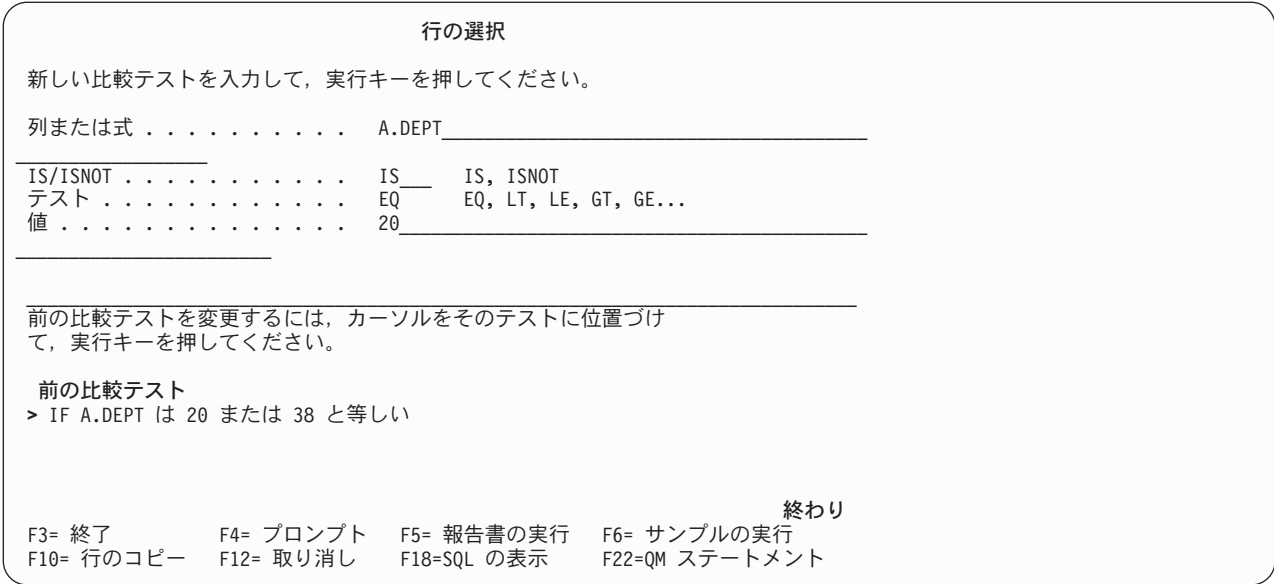 行の選択
新しい比較テストを入力して，実行キーを押してください。
列または式 . . . . . . . . . . A.DEPT________________________________________
__________________
IS/ISNOT . . . . . . . . . . . IS___ IS, ISNOT
テスト . . . . . . . . . . . . EQ EQ, LT, LE, GT, GE...
値 . . . . . . . . . . . . . . 20____________________________________________
________________________
______________________________________________________________________________
前の比較テストを変更するには，カーソルをそのテストに位置づけ
て，実行キーを押してください。
前の比較テスト
> IF A.DEPT は 20 または 38 と等しい
終わり
F3= 終了 F4= プロンプト F5= 報告書の実行 F6= サンプルの実行
F10= 行のコピー F12= 取り消し F18=SQL の表示 F22=QM ステートメント